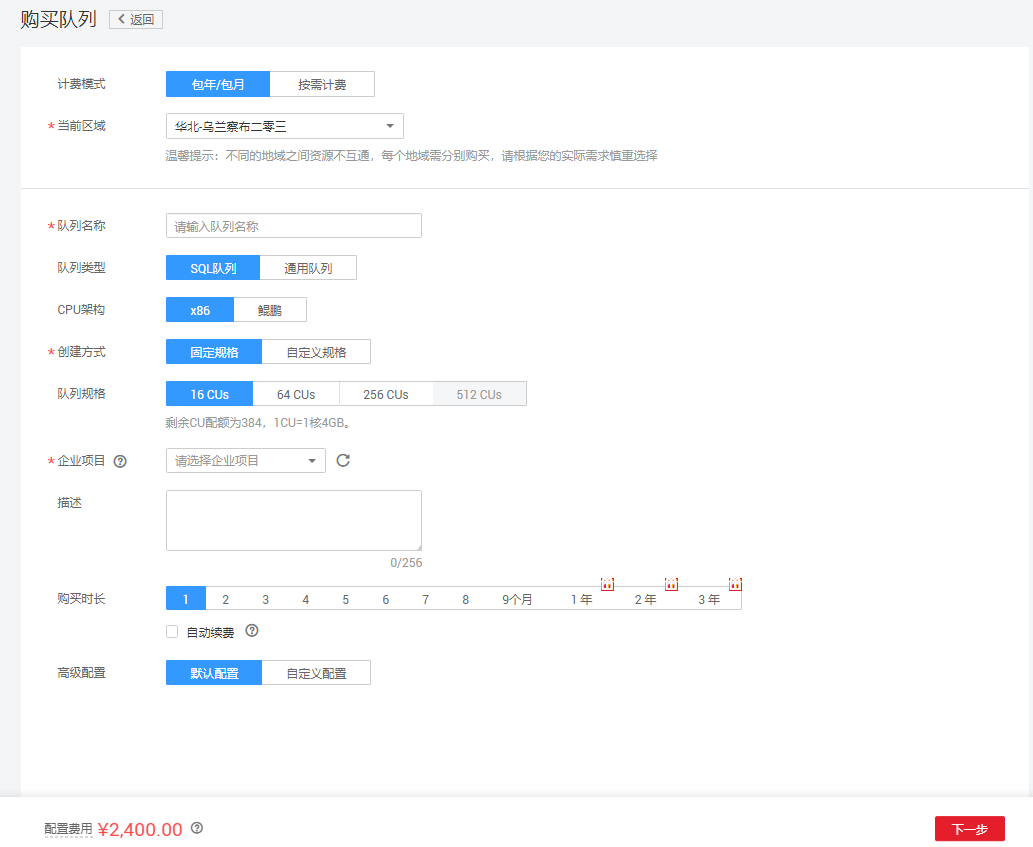 购买队列 返回
计费模式 包年/包月 按需计费
* 当前区域 华北-乌兰察布二零三
温馨提示：不同的地域之间资源不互通，每个地域需分别购买，请根据您的实际需求慎重选择
* 队列名称 请输入队列名称
队列类型 SQL队列 通用队列
CPU架构 x86 鲲鹏
* 创建方式 固定规格 自定义规格
队列规格 16 CUs 64 CUs 256 CUs 512 CUs
剩余CU配额为384，1CU=1核4GB。
* 企业项目 请选择企业项目
描述
0/256
购买时长 1 2 3 4 5 6 7 8 9个月 1 年 2 年 3 年
自动续费
高级配置 默认配置 自定义配置
配置费用 ¥2,400.00 下一步